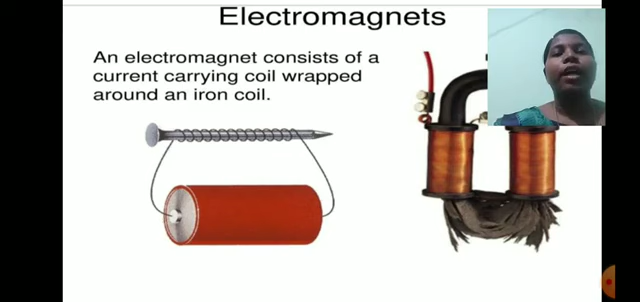 Electromagnets
An electromagnet consists of a
current carrying coil wrapped
around an iron coil.